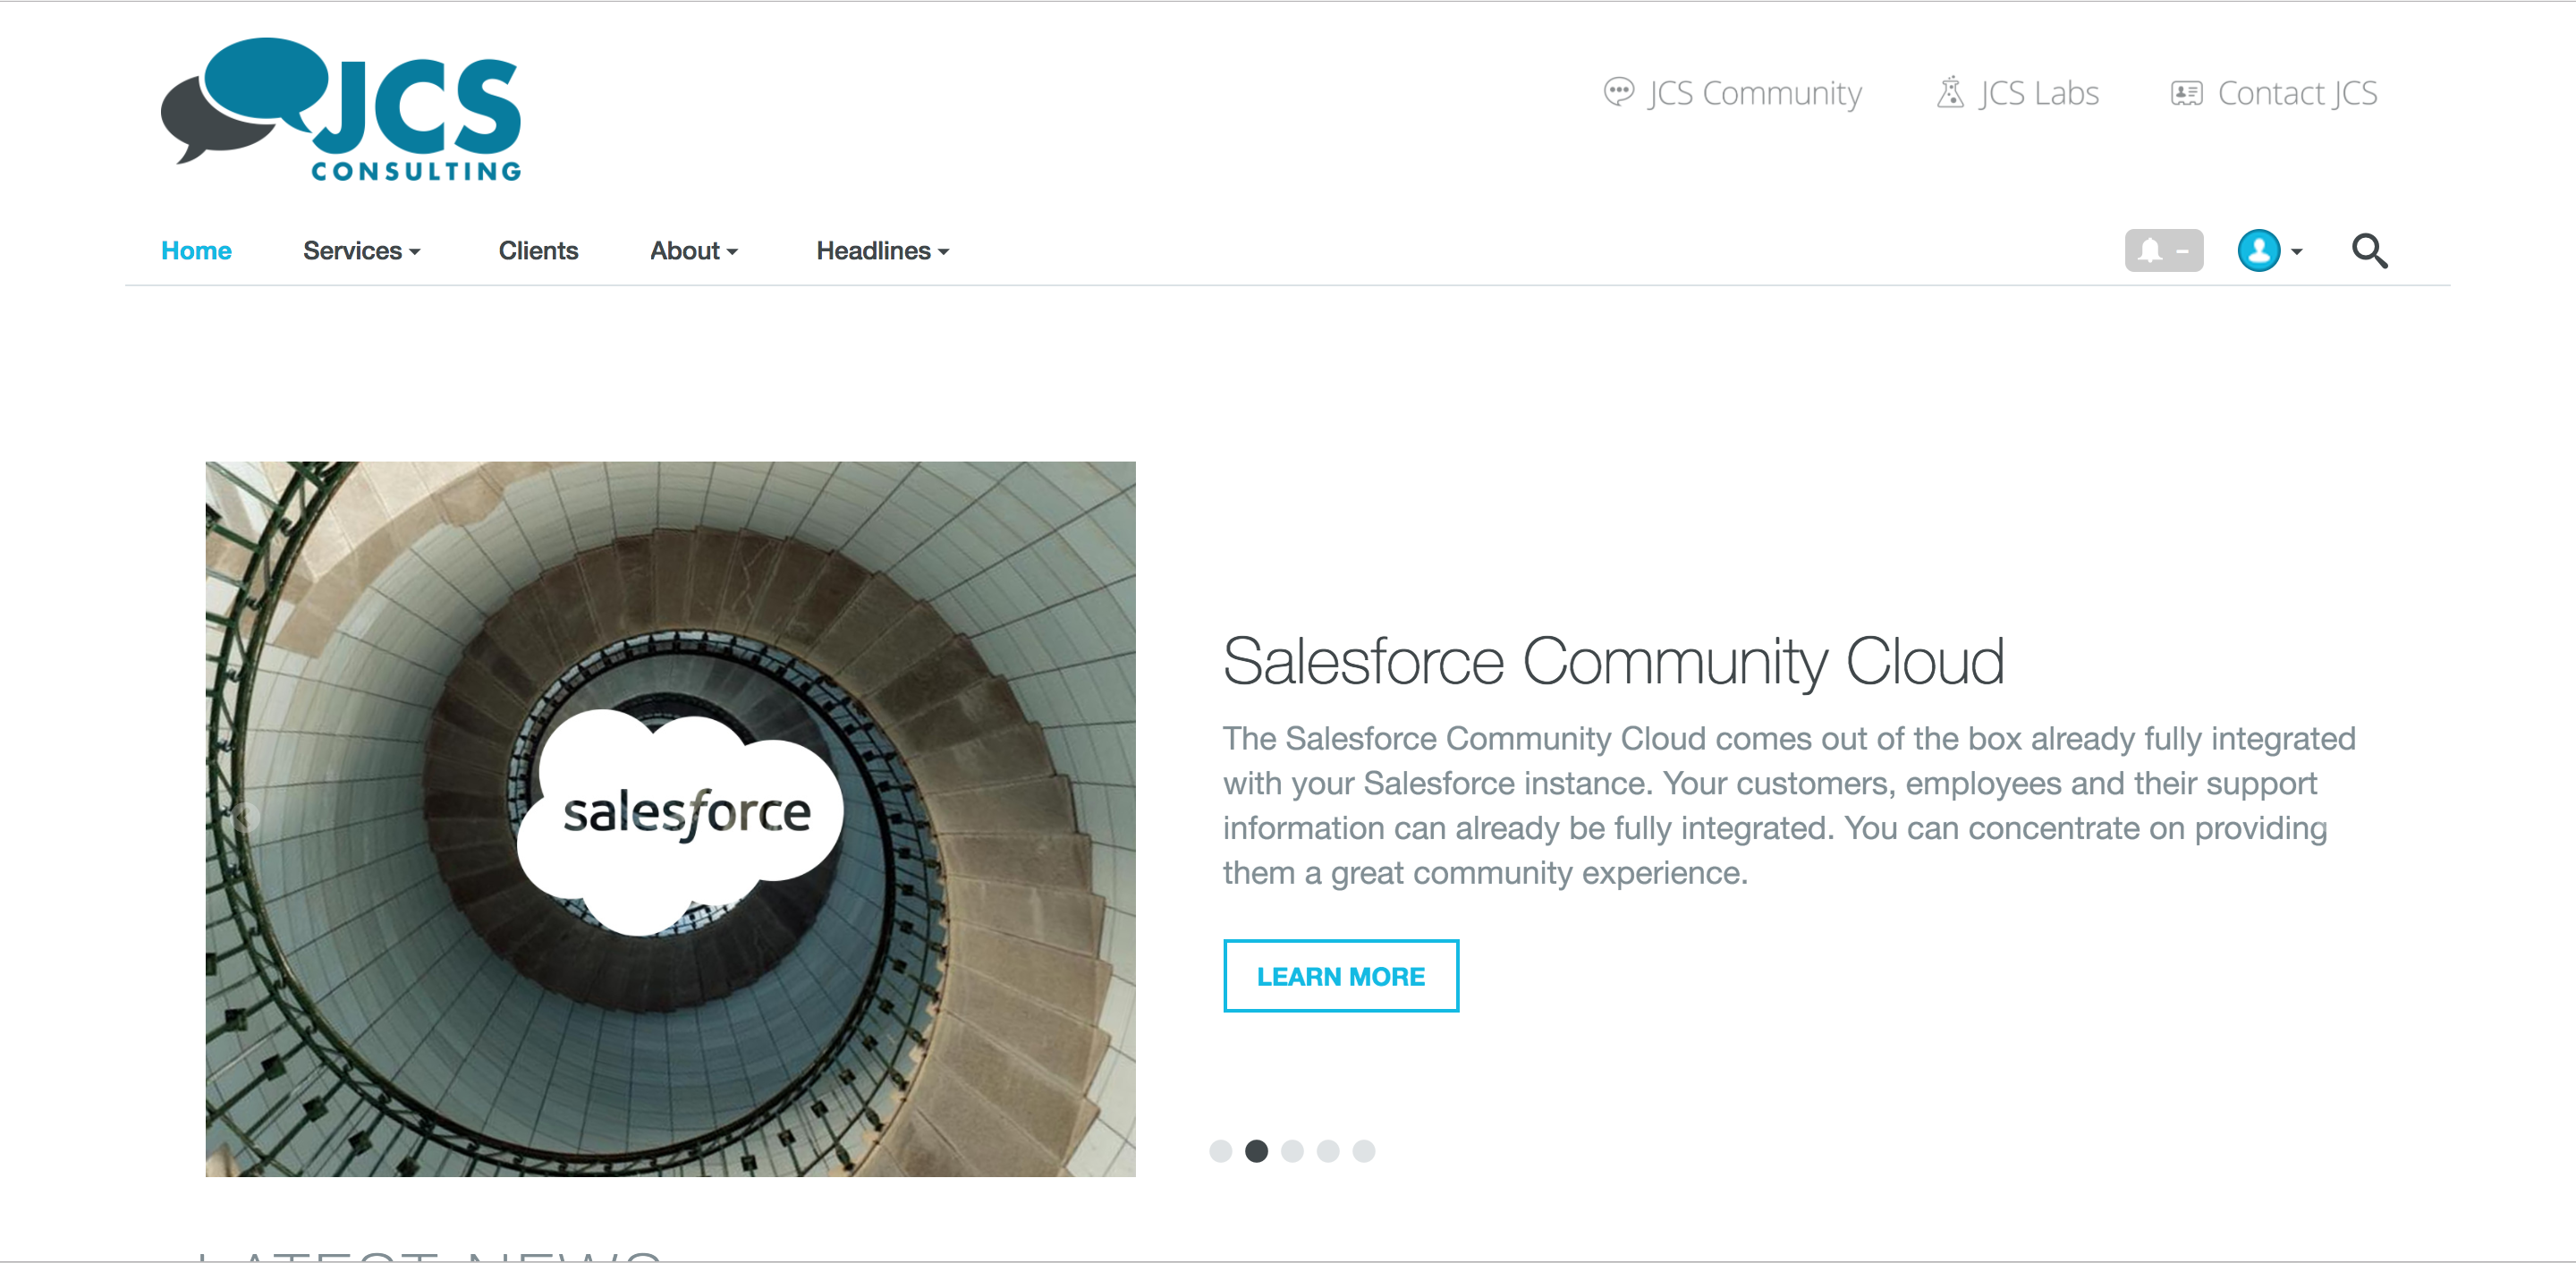 JCS
CONSULTING
JCS Community
JCS Labs
Contact JCS
Home
Services
Clients
About
Headlines
salesforce
Salesforce Community Cloud
The Salesforce Community Cloud comes out of the box already fully integrated
with your Salesforce instance. Your customers, employees and their support
information can already be fully integrated. You can concentrate on providing
them a great community experience.
LEARN MORE
LATEST NEWS